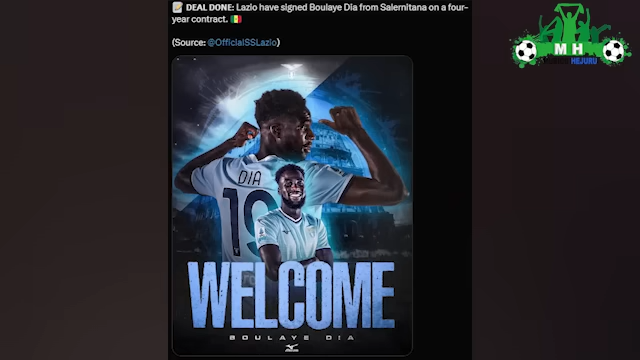 📝 DEAL DONE: Lazio have signed Boulaye Dia from Salernitana on a four-
year contract. 🇸🇳
(Source: @OfficialSSLazio)
M H
HEJURU
DIA
19
WELCOME
BOULAYE DIA